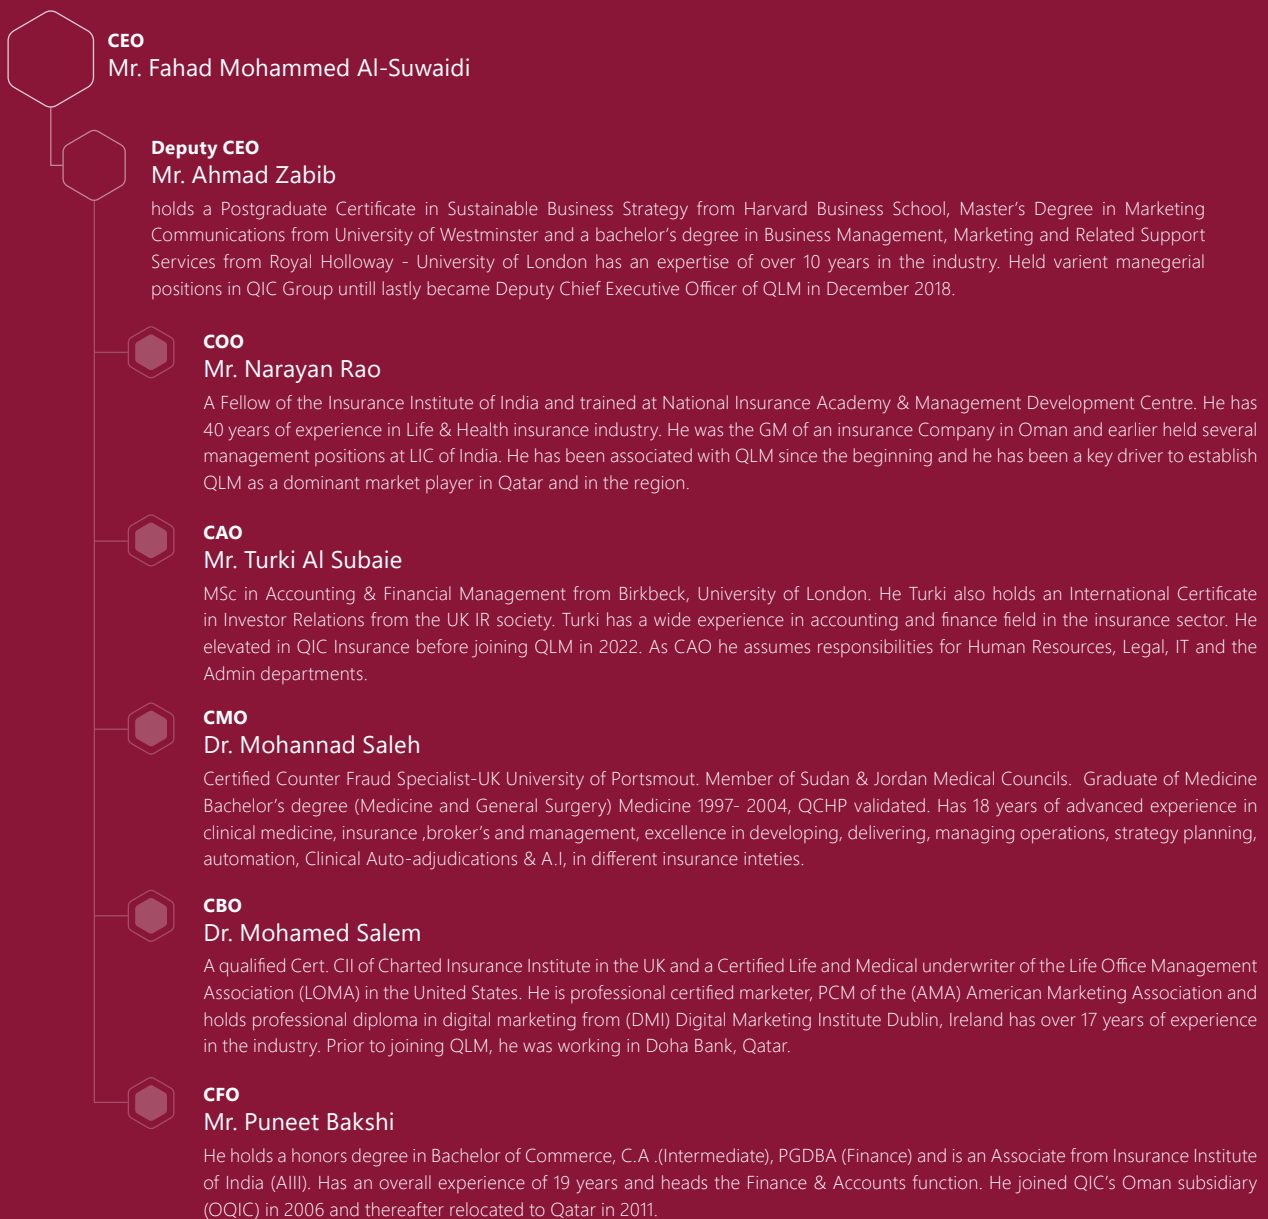 CEO
Mr. Fahad Mohammed Al-Suwaidi
Deputy CEO
Mr. Ahmad Zabib
holds a Postgraduate Certificate in Sustainable Business Strategy from Harvard Business School, Master's Degree in Marketing
Communications from University of Westminster and a bachelor's degree in Business Management, Marketing and Related Support
Services from Royal Holloway - University of London has an expertise of over 10 years in the industry. Held varient manegerial
positions in QIC Group untill lastly became Deputy Chief Executive Officer of QLM in December 2018.
COO
Mr. Narayan Rao
A Fellow of the Insurance Institute of India and trained at National Insurance Academy & Management Development Centre. He has
40 years of experience in Life & Health insurance industry. He was the GM of an insurance Company in Oman and earlier held several
management positions at LIC of India. He has been associated with QLM since the beginning and he has been a key driver to establish
QLM as a dominant market player in Qatar and in the region.
CAO
Mr. Turki Al Subaie
MSc in Accounting & Financial Management from Birkbeck, University of London. He Turki also holds an International Certificate
in Investor Relations from the UK IR society. Turki has a wide experience in accounting and finance field in the insurance sector. He
elevated in QIC Insurance before joining QLM in 2022. As CAO he assumes responsibilities for Human Resources, Legal, IT and the
Admin departments.
CMO
Dr. Mohannad Saleh
Certified Counter Fraud Specialist-UK University of Portsmout. Member of Sudan & Jordan Medical Councils.  Graduate of Medicine
Bachelor's degree (Medicine and General Surgery) Medicine 1997- 2004, QCHP validated. Has 18 years of advanced experience in
clinical medicine, insurance ,broker's and management, excellence in developing, delivering, managing operations, strategy planning,
automation, Clinical Auto-adjudications & A.I, in different insurance inteties.
CBO
Dr. Mohamed Salem
A qualified Cert. CII of Charted Insurance Institute in the UK and a Certified Life and Medical underwriter of the Life Office Management
Association (LOMA) in the United States. He is professional certified marketer, PCM of the (AMA) American Marketing Association and
holds professional diploma in digital marketing from (DMI) Digital Marketing Institute Dublin, Ireland has over 17 years of experience
in the industry. Prior to joining QLM, he was working in Doha Bank, Qatar.
CFO
Mr. Puneet Bakshi
He holds a honors degree in Bachelor of Commerce, C.A .(Intermediate), PGDBA (Finance) and is an Associate from Insurance Institute
of India (AIII). Has an overall experience of 19 years and heads the Finance & Accounts function. He joined QIC's Oman subsidiary
(OQIC) in 2006 and thereafter relocated to Qatar in 2011.